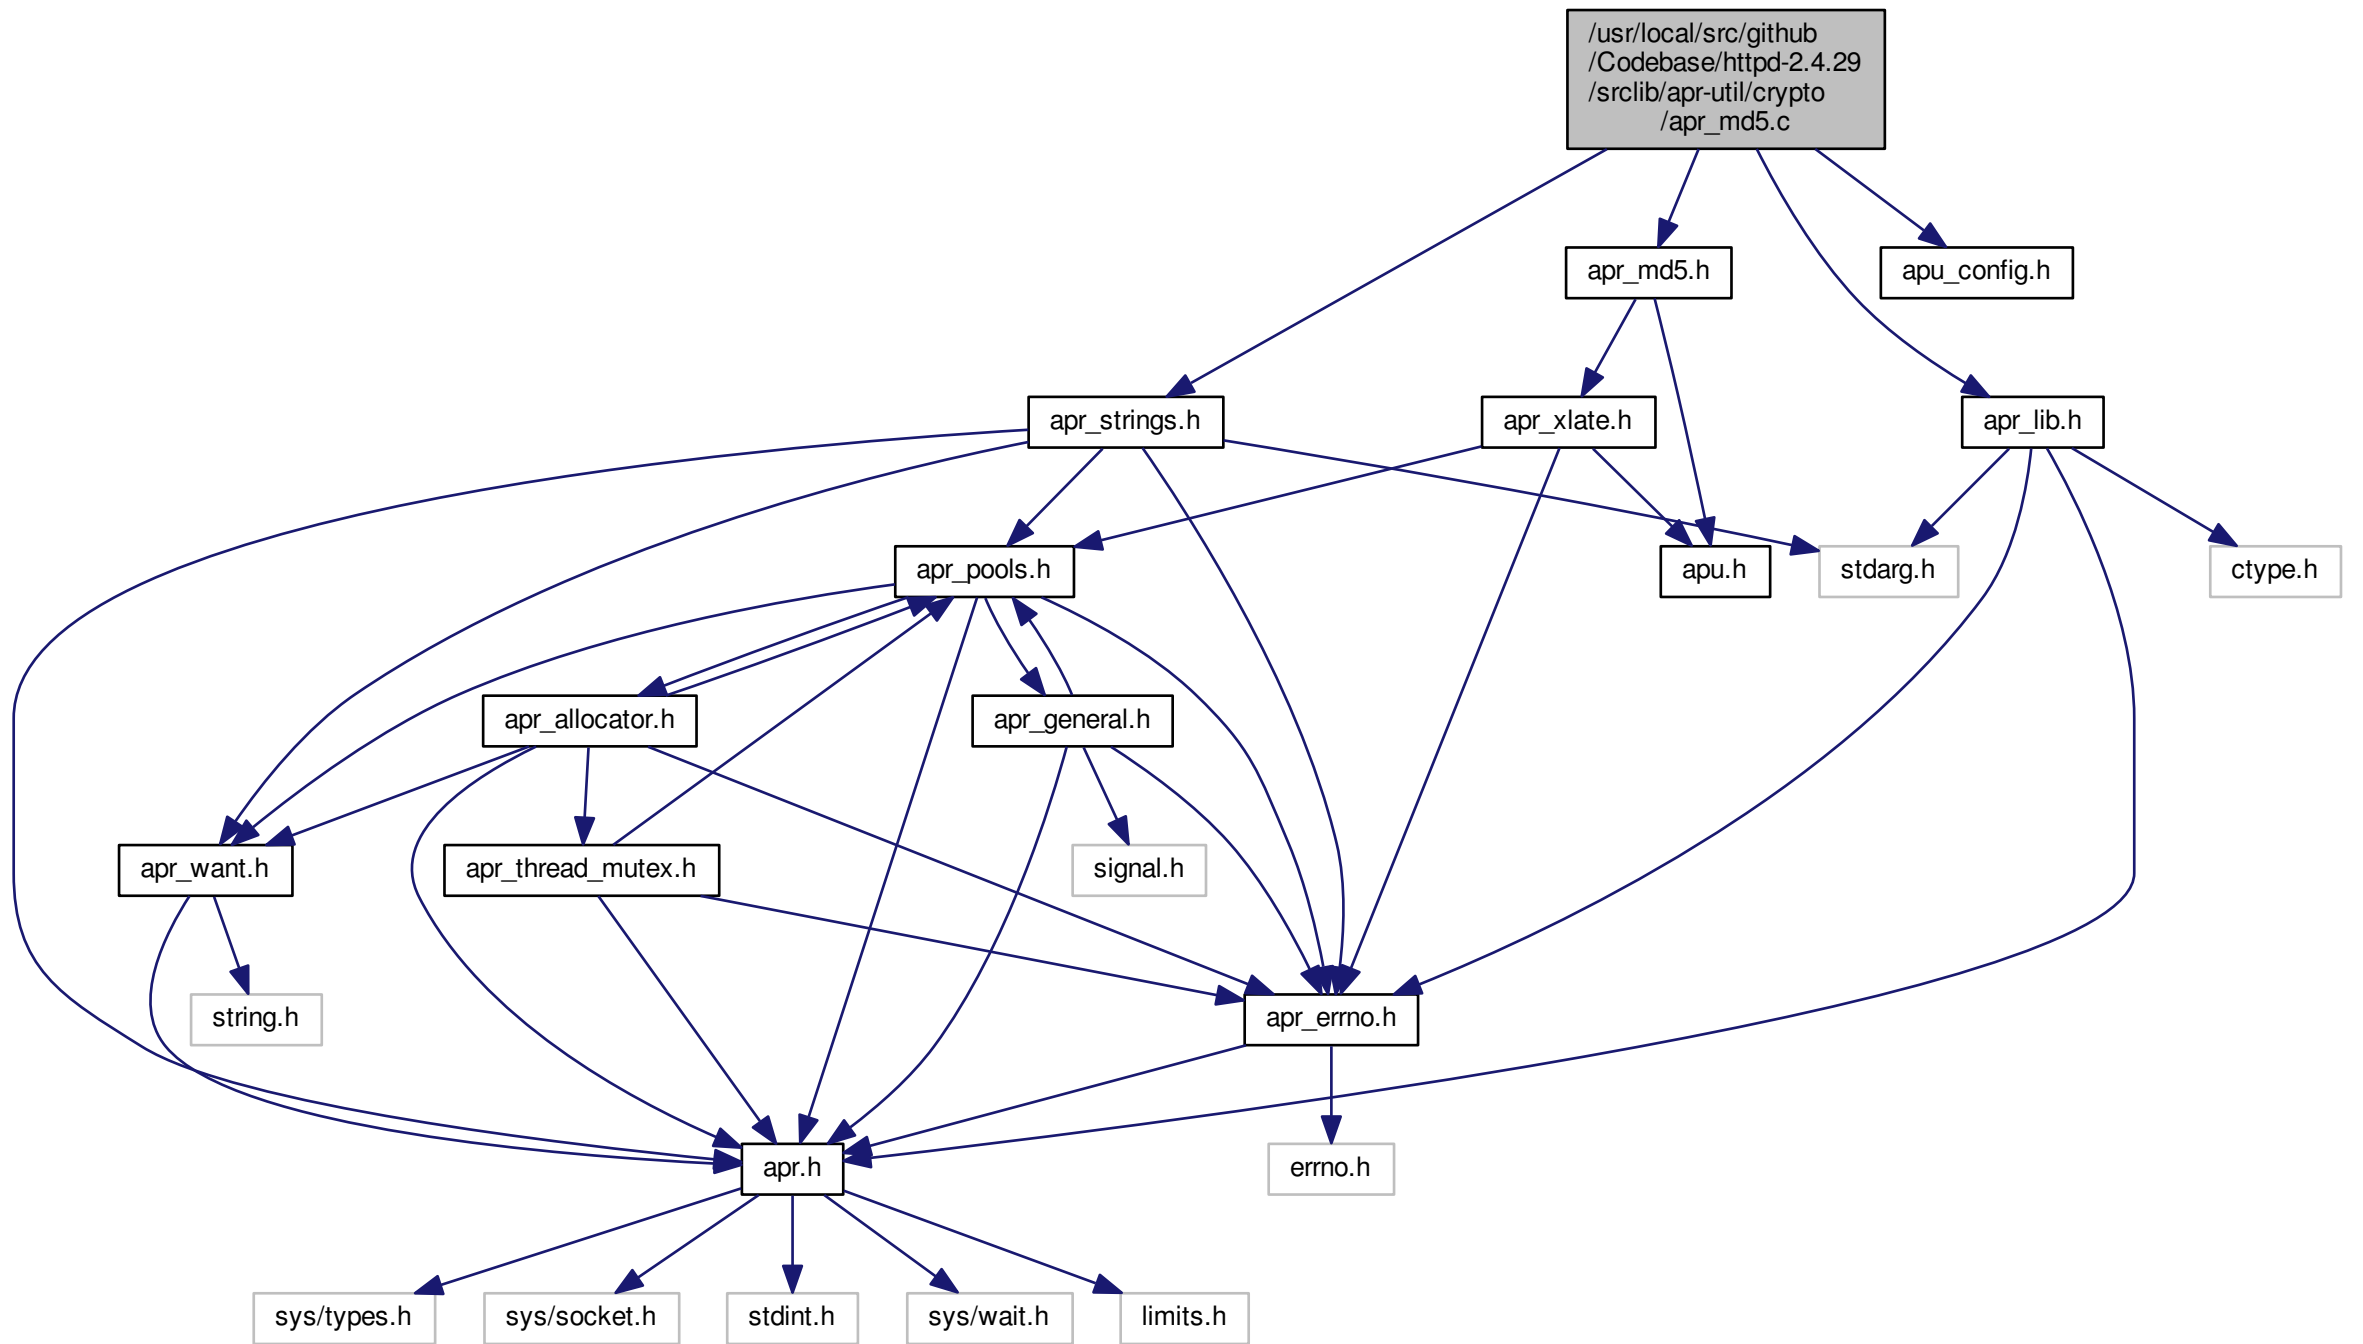 /usr/local/src/github
/Codebase/httpd-2.4.29
/srclib/apr-util/crypto
/apr_md5.c
apr_md5.h
apu_config.h
apr_strings.h
apr_xlate.h
apr_lib.h
apr_pools.h
apu.h
stdarg.h
ctype.h
apr_allocator.h
apr_general.h
apr_want.h
apr_thread_mutex.h
signal.h
string.h
apr_errno.h
apr.h
errno.h
sys/types.h
sys/socket.h
stdint.h
sys/wait.h
limits.h